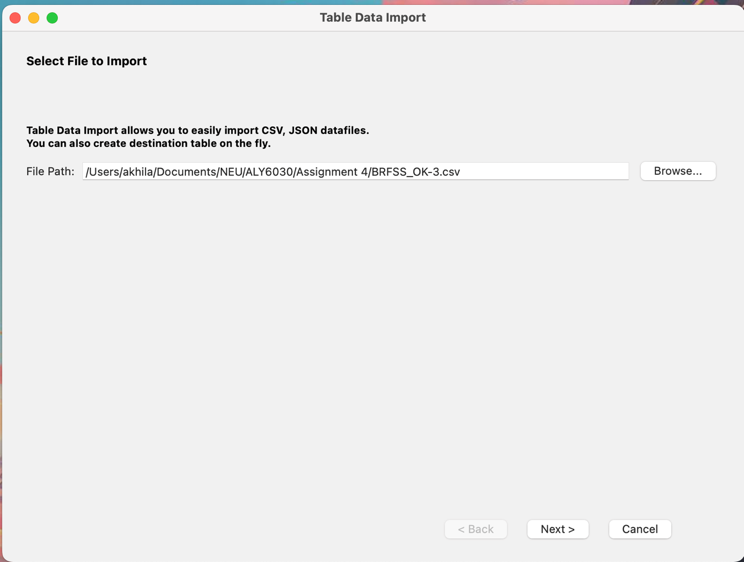 Table Data Import
Select File to Import
Table Data Import allows you to easily import CSV, JSON datafiles.
You can also create destination table on the fly.
File Path: /Users/akhila/Documents/NEU/ALY6030/Assignment 4/BRFSS_OK-3.csv Browse...
< Back Next > Cancel